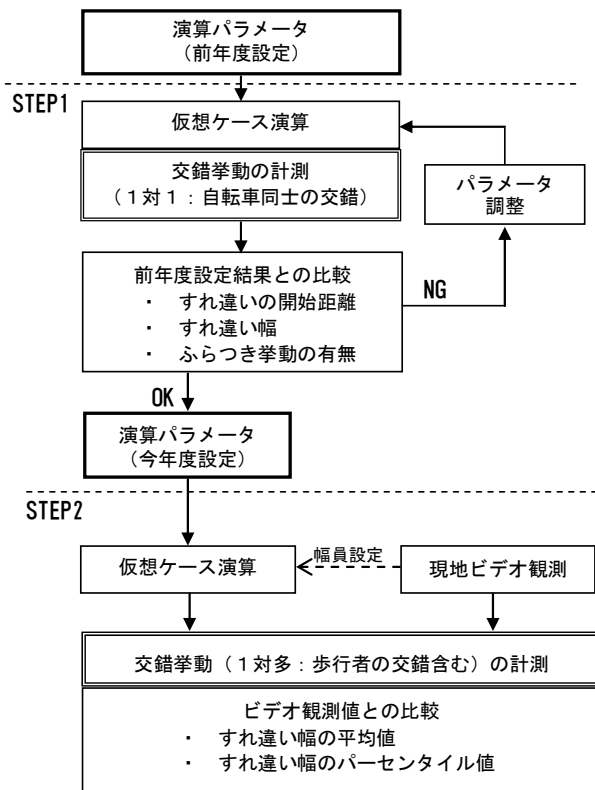 演算パラメータ
（前年度設定）
STEP1
仮想ケース演算
交錯挙動の計測
（１対１：自転車同士の交錯）
パラメータ
調整
前年度設定結果との比較
・ すれ違いの開始距離
・ すれ違い幅
・ ふらつき挙動の有無
NG
OK
演算パラメータ
（今年度設定）
STEP2
仮想ケース演算
幅員設定
現地ビデオ観測
交錯挙動（１対多：歩行者の交錯含む）の計測
ビデオ観測値との比較
・ すれ違い幅の平均値
・ すれ違い幅のパーセンタイル値